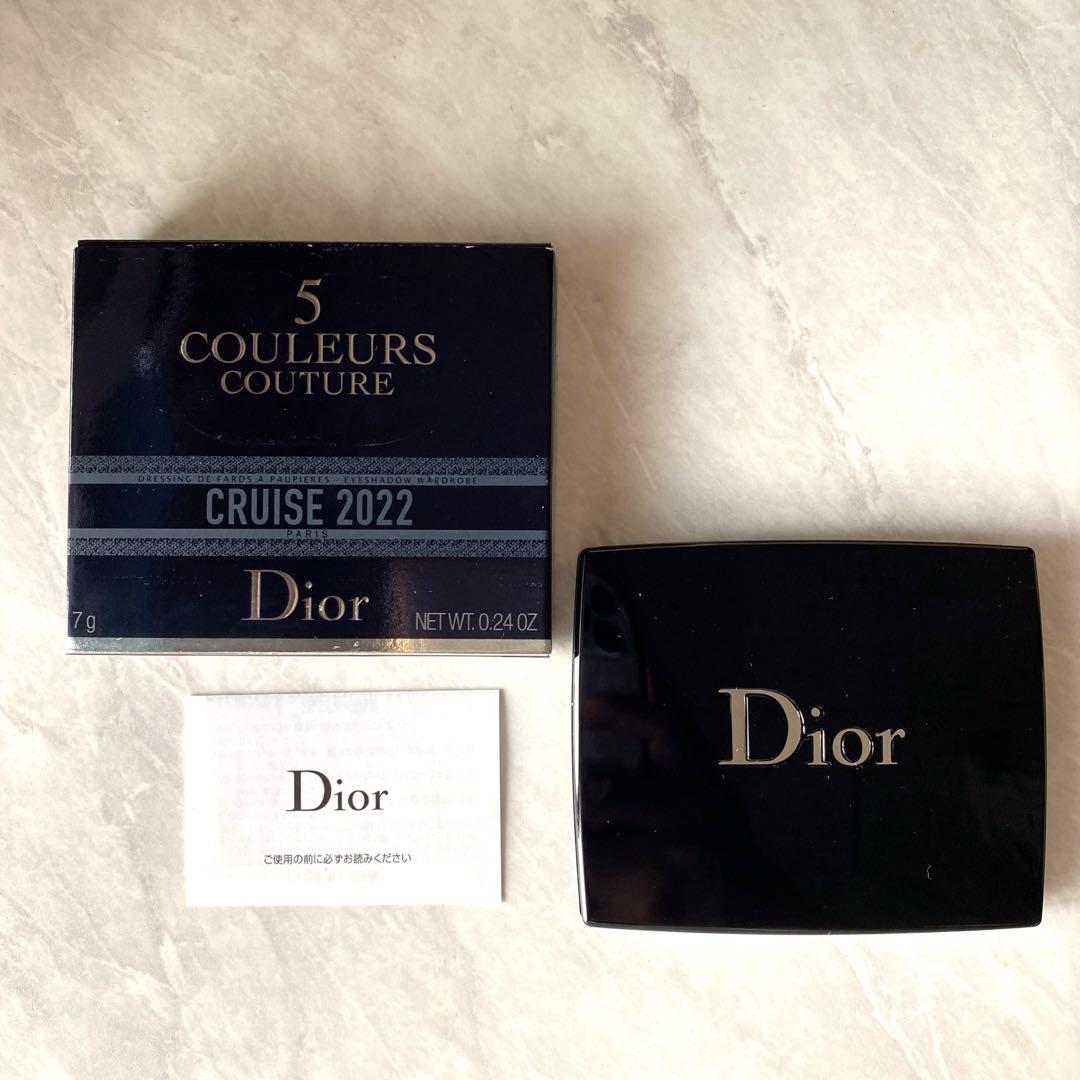 5
COULEURS
COUTURE
DRESSING DE FARDS À PAUPIÈRES - EYESHADOW WARDROBE
CRUISE 2022
PARIS
Dior
7 g
NET WT. 0.24 OZ
Dior
ご使用の前に必ずお読みください
Dior